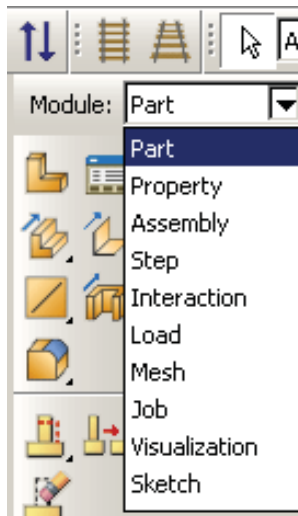 A
Module: Part
Part
Property
Assembly
Step
Interaction
Load
Mesh
Job
Visualization
Sketch